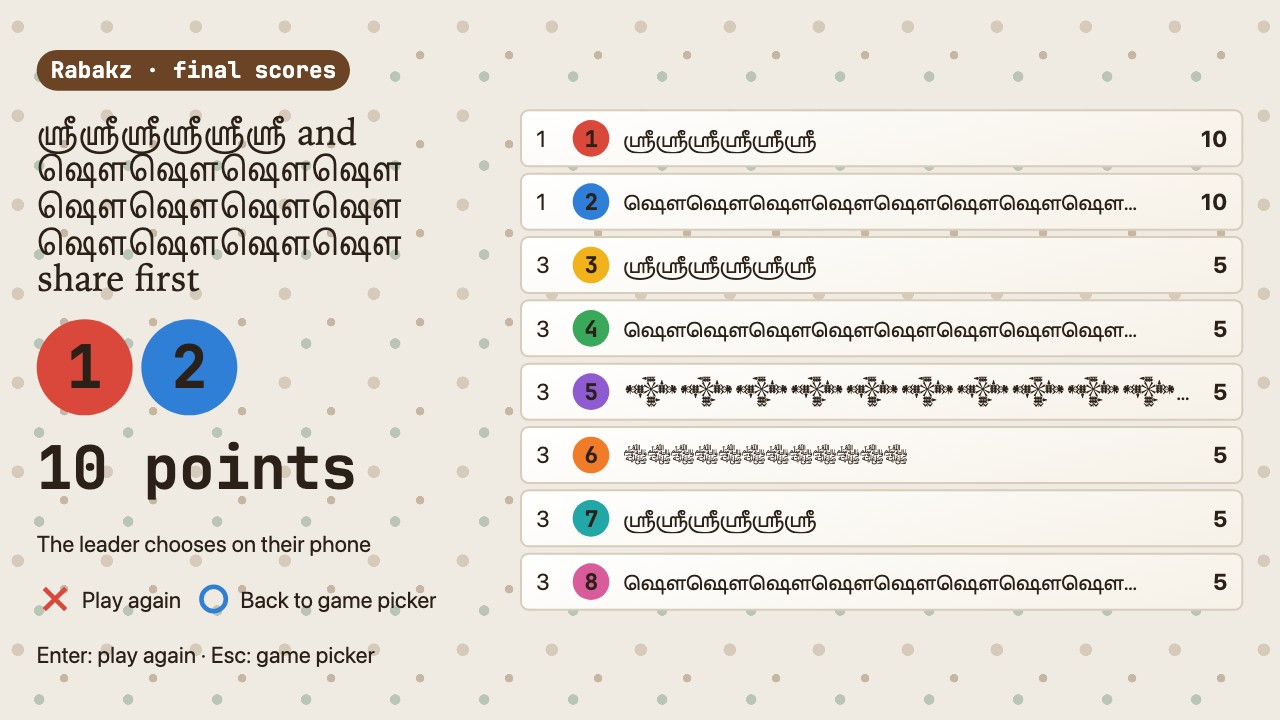 Rabakz · final scores
ஸ்ரீஸ்ரீஸ்ரீஸ்ரீஸ்ரீஸ்ரீ and
ஷௌஷௌஷௌஷௌ
ஷௌஷௌஷௌஷௌ
ஷௌஷௌஷௌஷௌ
share first
1 2
10 points
The leader chooses on their phone
Play again Back to game picker
Enter: play again · Esc: game picker
1 1 ஸ்ரீஸ்ரீஸ்ரீஸ்ரீஸ்ரீஸ்ரீ 10
1 2 ஷௌஷௌஷௌஷௌஷௌஷௌஷௌஷௌ… 10
3 3 ஸ்ரீஸ்ரீஸ்ரீஸ்ரீஸ்ரீஸ்ரீ 5
3 4 ஷௌஷௌஷௌஷௌஷௌஷௌஷௌஷௌ… 5
3 5 5
3 6 5
3 7 ஸ்ரீஸ்ரீஸ்ரீஸ்ரீஸ்ரீஸ்ரீ 5
3 8 ஷௌஷௌஷௌஷௌஷௌஷௌஷௌஷௌ… 5